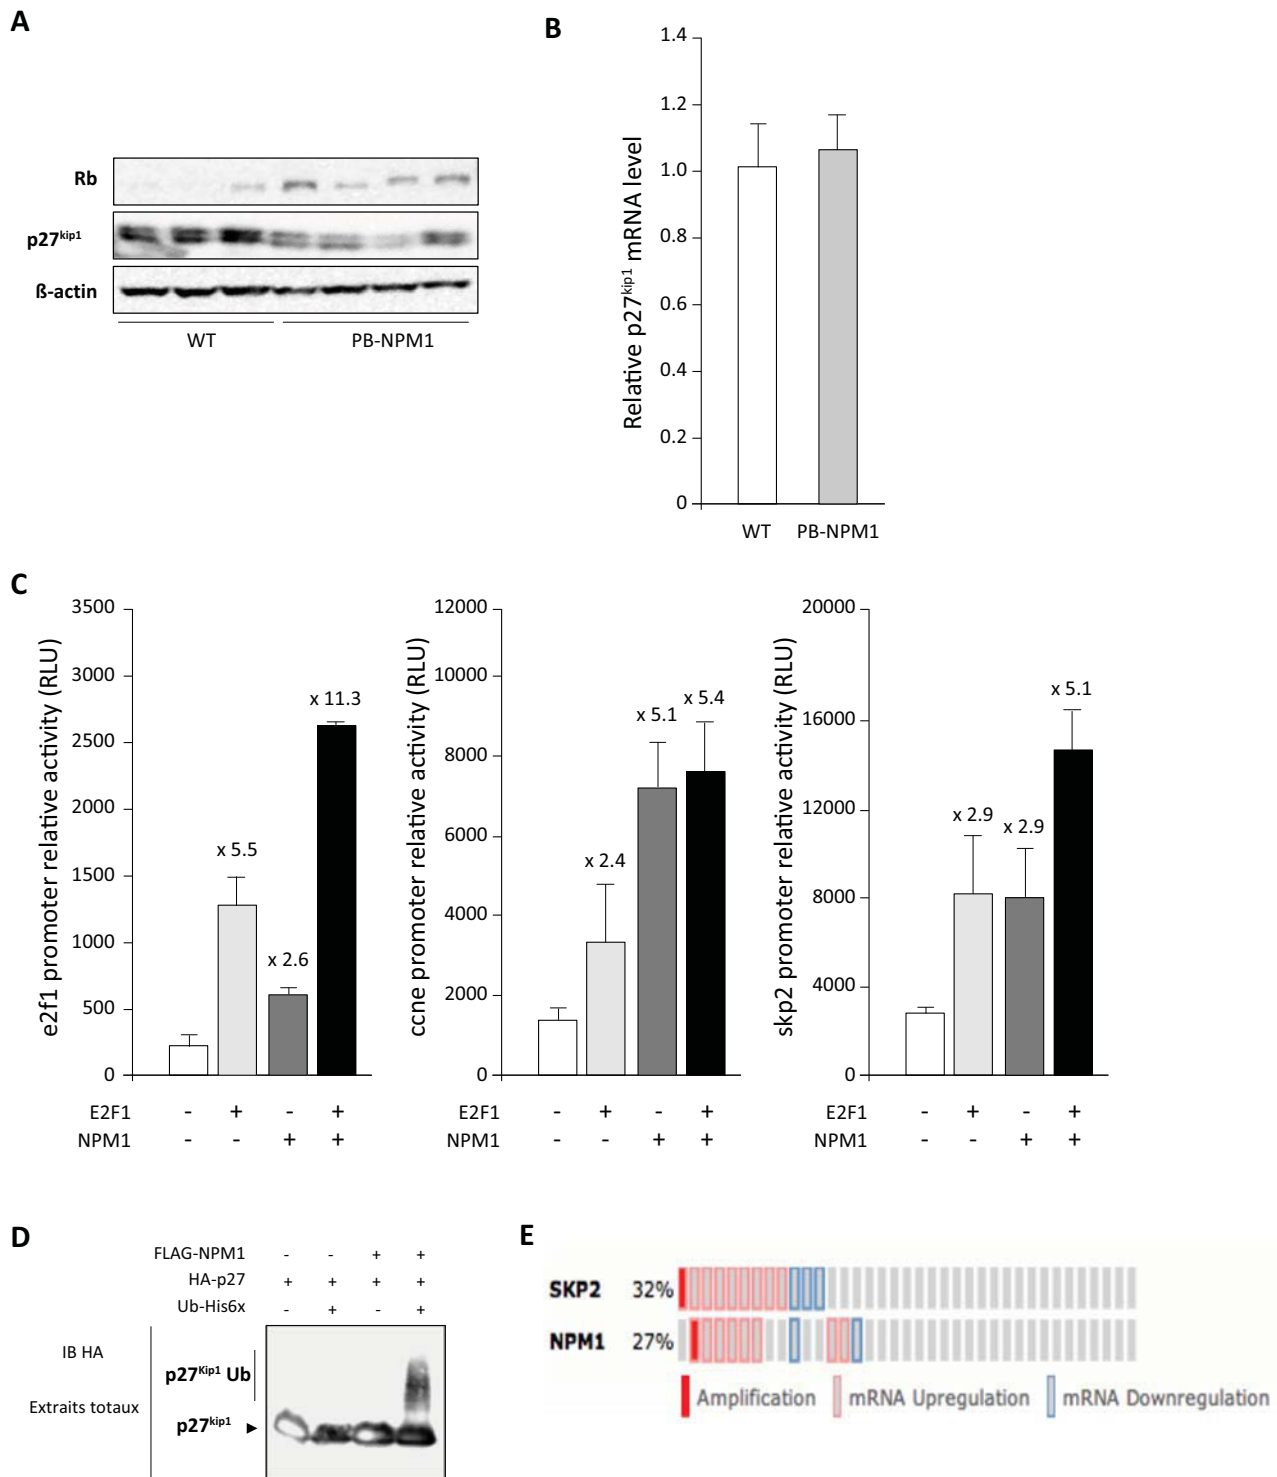 A
Rb
p27kip1
ß-actin
WT PB-NPM1
B
Relative p27kip1 mRNA level
1.4
1.2
1.0
0.8
0.6
0.4
0.2
0
WT PB-NPM1
C
e2f1 promoter relative activity (RLU)
3500
3000
2500
2000
1500
1000
500
0
x 5.5
x 2.6
x 11.3
E2F1 - + - +
NPM1 - - + +
ccne promoter relative activity (RLU)
12000
10000
8000
6000
4000
2000
0
x 2.4
x 5.1
x 5.4
- + - +
- - + +
skp2 promoter relative activity (RLU)
20000
16000
12000
8000
4000
0
x 2.9
x 2.9
x 5.1
- + - +
- - + +
D
FLAG-NPM1 - - + +
HA-p27 + + + +
Ub-His6x - + - +
IB HA
Extraits totaux
p27Kip1 Ub
p27kip1
E
SKP2 32%
NPM1 27%
Amplification mRNA Upregulation mRNA Downregulation